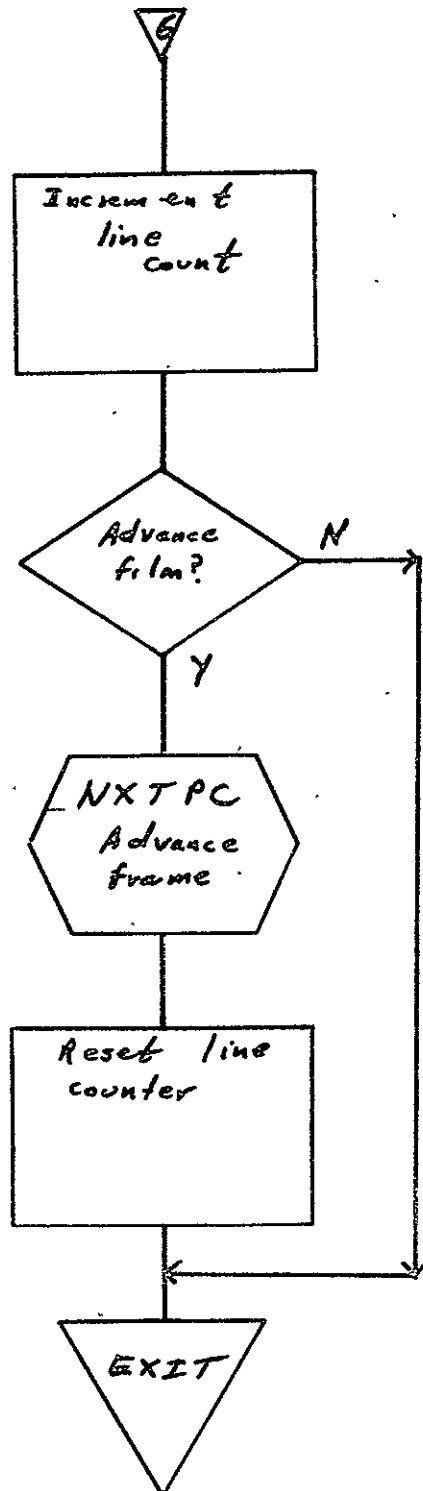 6
Increment
line
count
Advance
film?
N
Y
NXTPC
Advance
frame
Reset line
counter
EXIT